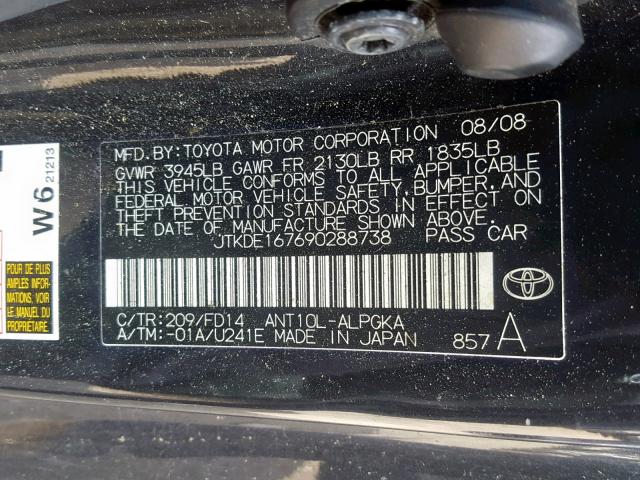 MFD.BY:TOYOTA MOTOR CORPORATION 08/08
GVWR 3945LB GAWR FR 2130LB RR 1835LB
THIS VEHICLE CONFORMS TO ALL APPLICABLE
FEDERAL MOTOR VEHICLE SAFETY,BUMPER,AND
THEFT PREVENTION STANDARDS IN EFFECT ON
THE DATE OF MANUFACTURE SHOWN ABOVE.
JTKDE167690288738 PASS CAR
C/TR:209/FD14 ANT10L-ALPGKA
A/TM:-01A/U241E MADE IN JAPAN 857A
W6 21213
POUR DE PLUS
AMPLES INFOR-
MATIONS,
VOIR
LE MANUEL DU
PROPRIÉTAIRE